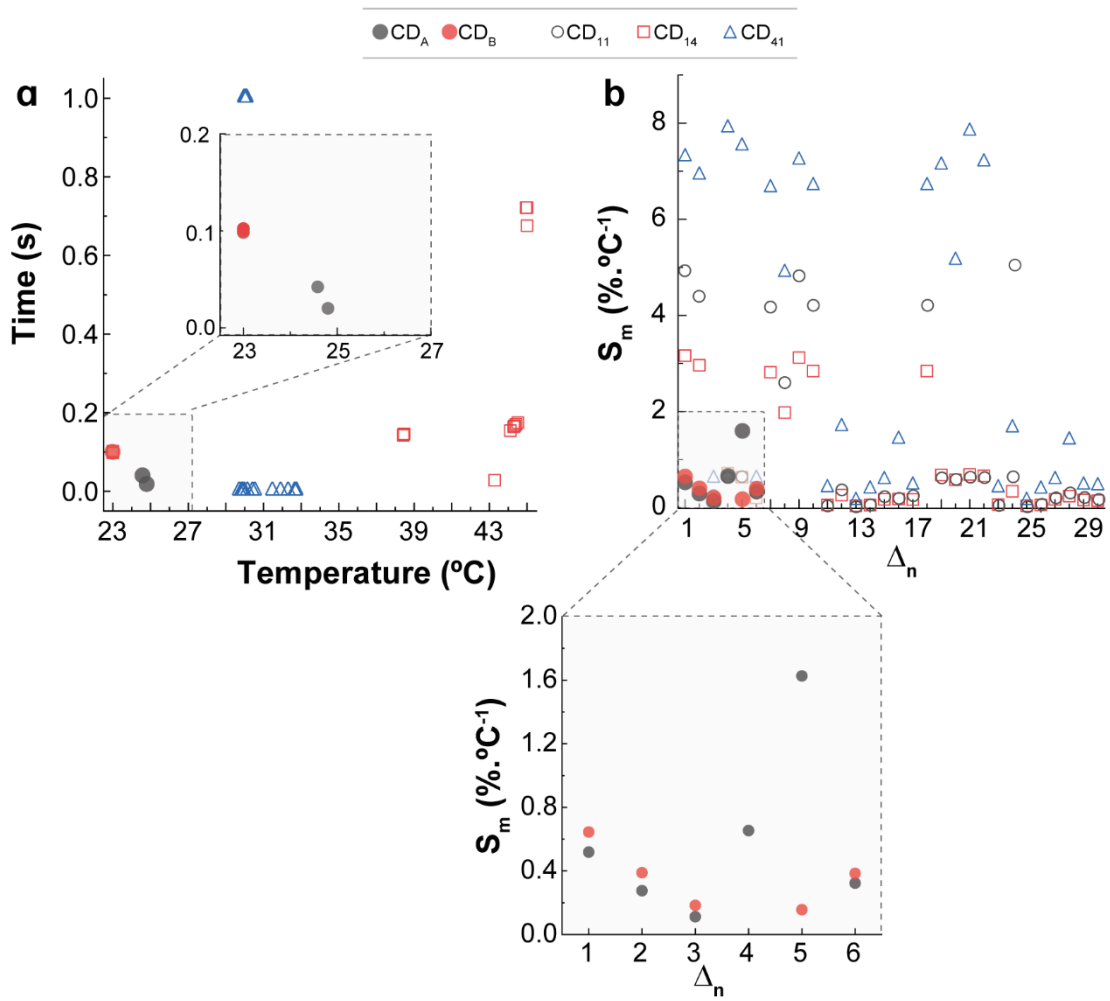 CD_A CD_B CD_11 CD_14 CD_41
a
Time (s)
1.0
0.8
0.6
0.4
0.2
0.0
23 27 31 35 39 43
Temperature (ºC)
0.2
0.1
0.0
23 25 27
b
S_m (%.ºC⁻¹)
8
6
4
2
0
1 5 9 13 17 21 25 29
Δ_n
S_m (%.ºC⁻¹)
2.0
1.6
1.2
0.8
0.4
0.0
1 2 3 4 5 6
Δ_n